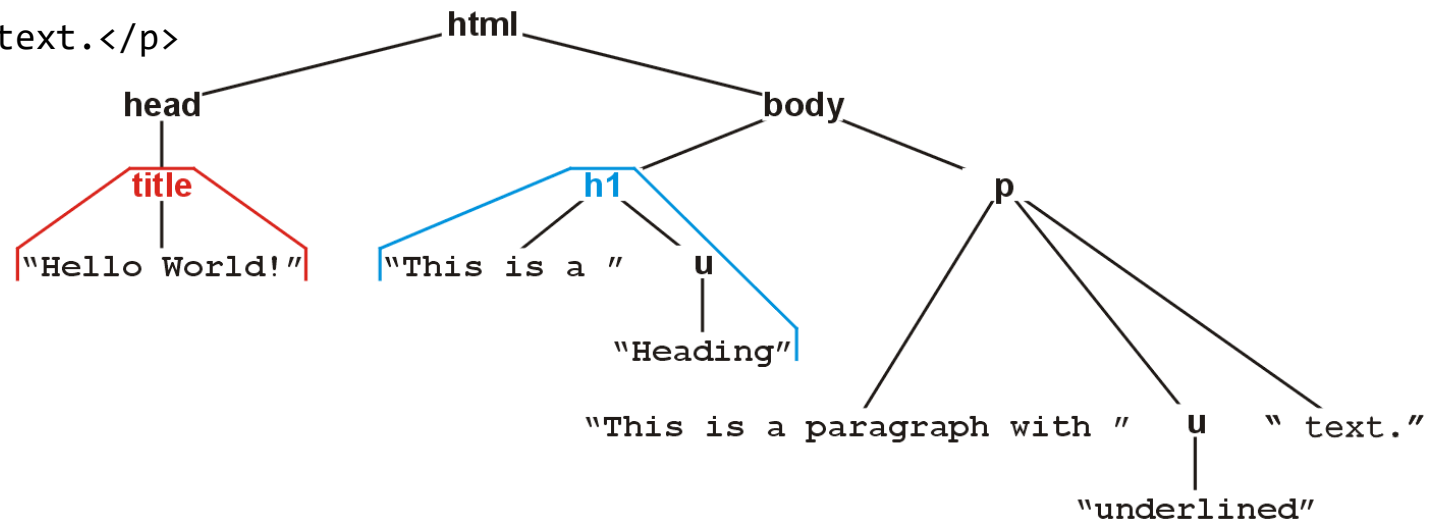 text.</p>
html
head body
title h1 p
“Hello World!” “This is a ” u
“Heading”
“This is a paragraph with ” u “ text.”
“underlined”